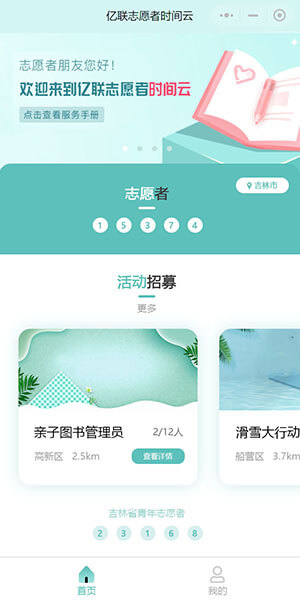 亿联志愿者时间云
志愿者朋友您好！
欢迎来到亿联志愿者时间云
点击查看服务手册
志愿者
吉林市
1 5 3 7 4
活动招募
更多
亲子图书管理员 2/12人
高新区 2.5km 查看详情
滑雪大行动
船营区 3.7km
吉林省青年志愿者
2 3 1 6 8
首页
我的